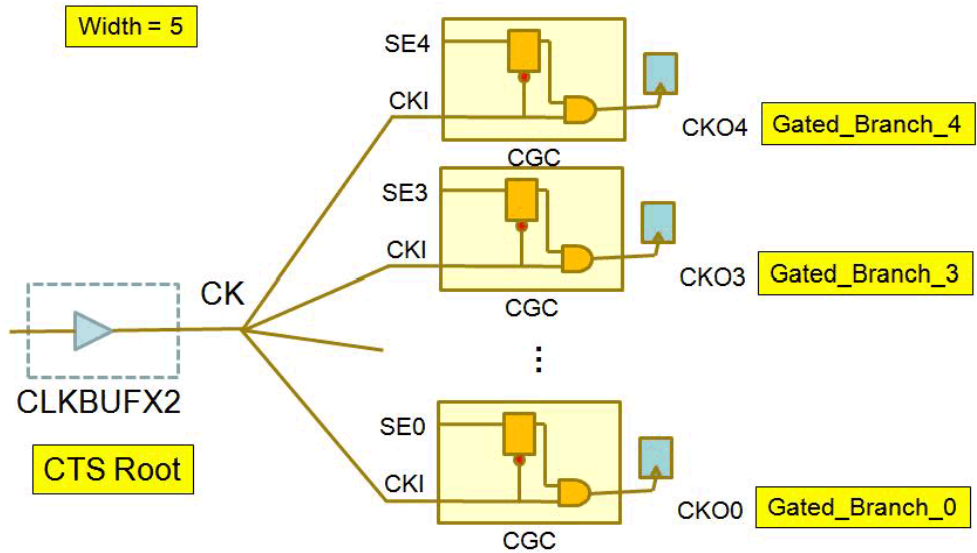 Width = 5
SE4
CKI
CKO4
Gated_Branch_4
CGC
SE3
CKI
CKO3
Gated_Branch_3
CGC
CK
CLKBUFX2
CTS Root
SE0
CKI
CKO0
Gated_Branch_0
CGC